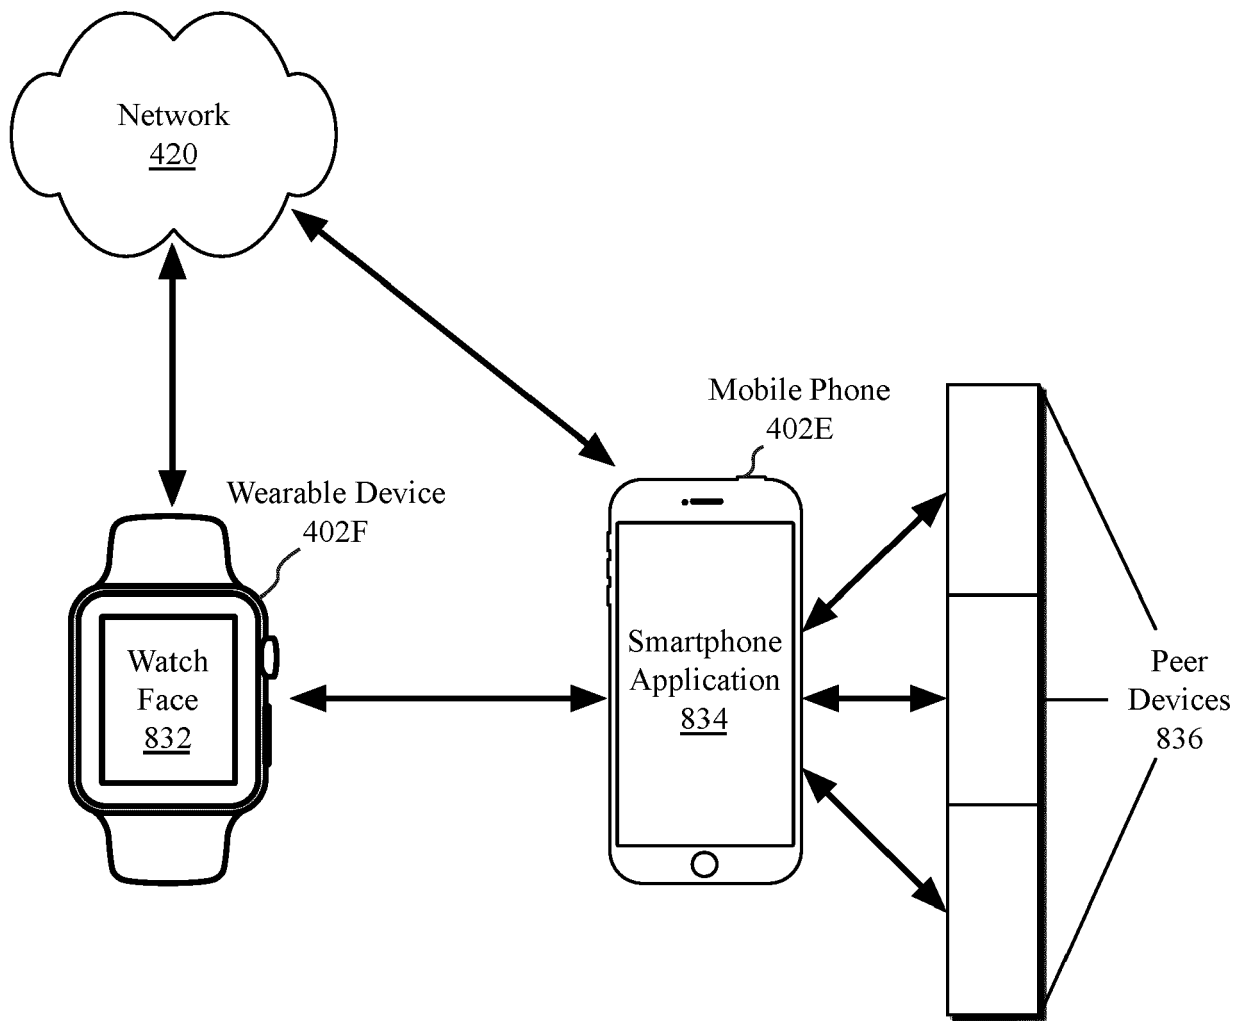 Network
420
Mobile Phone
402E
Wearable Device
402F
Watch
Face
832
Smartphone
Application
834
Peer
Devices
836